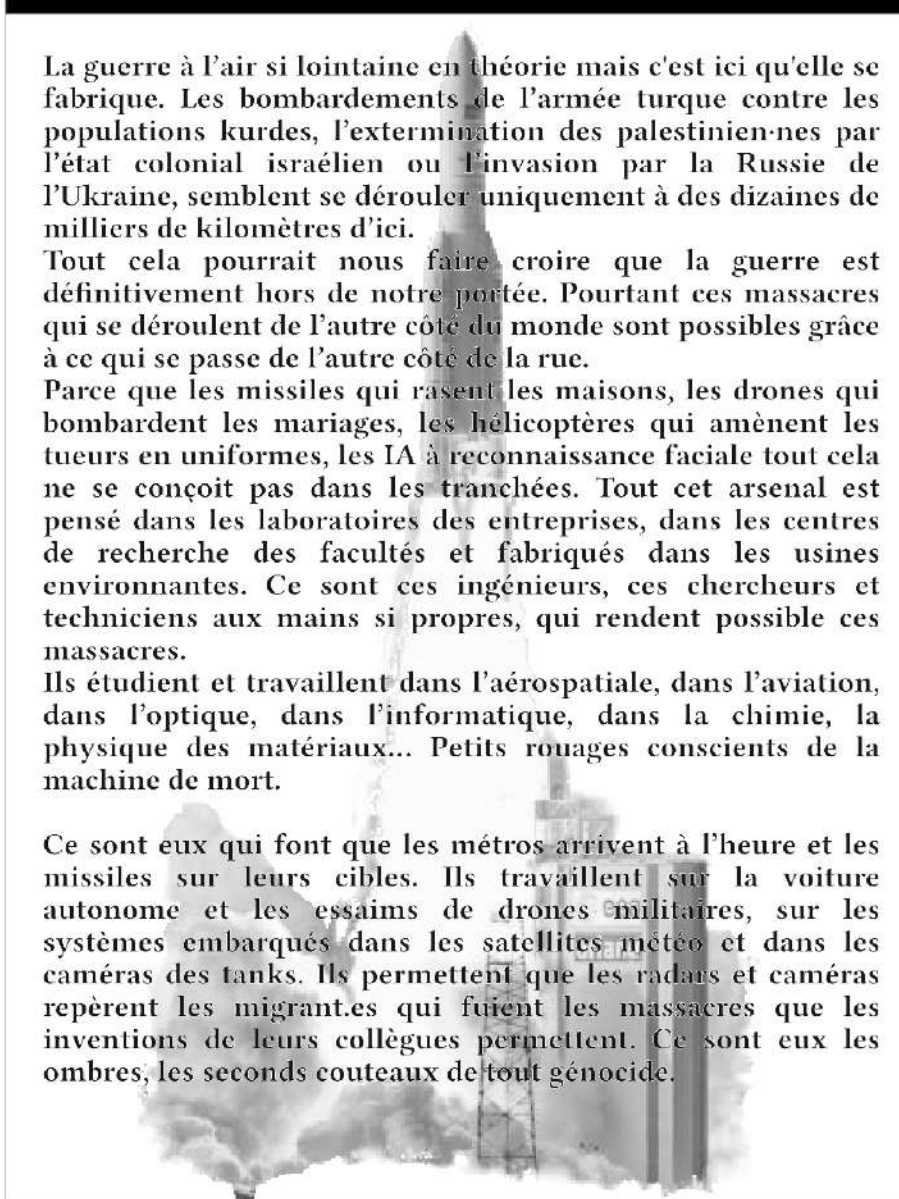 La guerre à l’air si lointaine en théorie mais c'est ici qu'elle se
fabrique. Les bombardements de l’armée turque contre les
populations kurdes, l’extermination des palestinien·nes par
l’état colonial israélien ou l’invasion par la Russie de
l’Ukraine, semblent se dérouler uniquement à des dizaines de
milliers de kilomètres d’ici.
Tout cela pourrait nous faire croire que la guerre est
définitivement hors de notre portée. Pourtant ces massacres
qui se déroulent de l’autre côté du monde sont possibles grâce
à ce qui se passe de l’autre côté de la rue.
Parce que les missiles qui rasent les maisons, les drones qui
bombardent les mariages, les hélicoptères qui amènent les
tueurs en uniformes, les IA à reconnaissance faciale tout cela
ne se conçoit pas dans les tranchées. Tout cet arsenal est
pensé dans les laboratoires des entreprises, dans les centres
de recherche des facultés et fabriqués dans les usines
environnantes. Ce sont ces ingénieurs, ces chercheurs et
techniciens aux mains si propres, qui rendent possible ces
massacres.
Ils étudient et travaillent dans l’aérospatiale, dans l’aviation,
dans l’optique, dans l’informatique, dans la chimie, la
physique des matériaux... Petits rouages conscients de la
machine de mort.
Ce sont eux qui font que les métros arrivent à l’heure et les
missiles sur leurs cibles. Ils travaillent sur la voiture
autonome et les essaims de drones militaires, sur les
systèmes embarqués dans les satellites météo et dans les
caméras des tanks. Ils permettent que les radars et caméras
repèrent les migrant.es qui fuient les massacres que les
inventions de leurs collègues permettent. Ce sont eux les
ombres, les seconds couteaux de tout génocide.